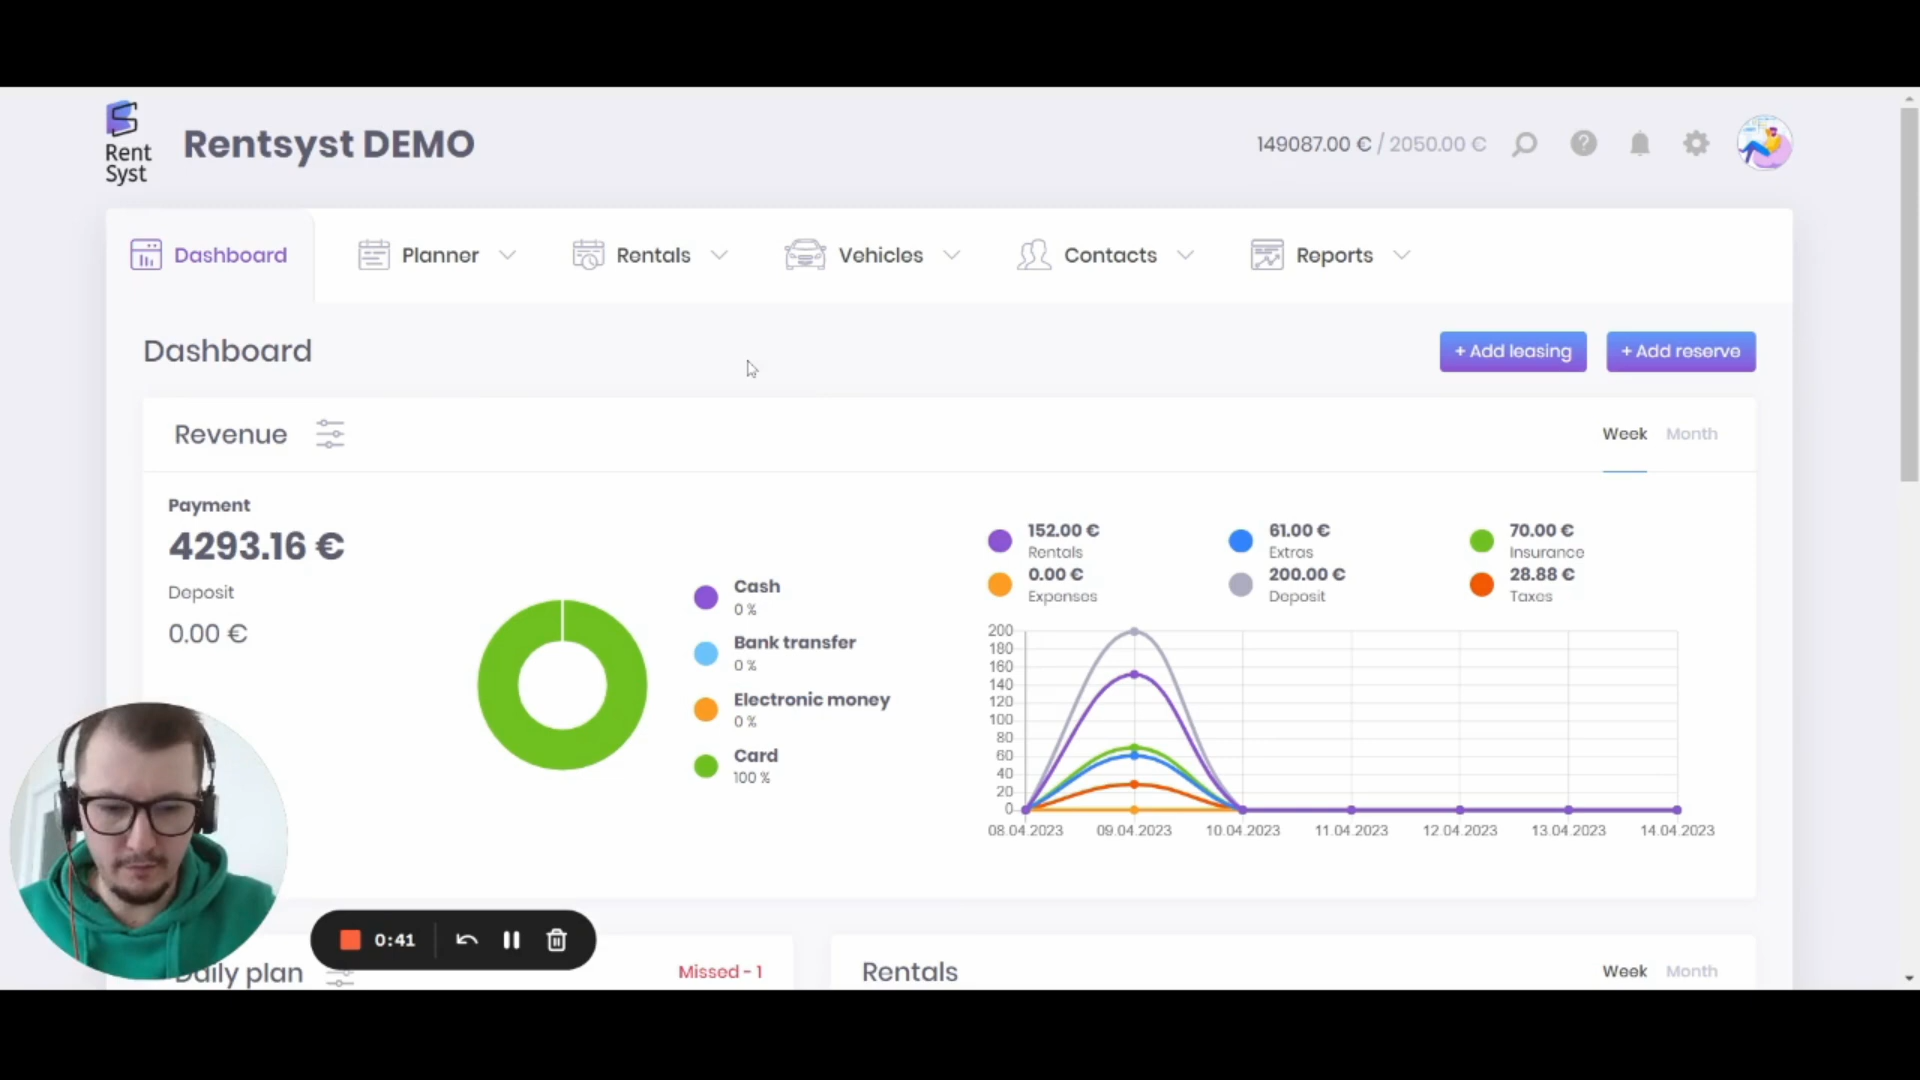 Rent
Syst
Rentsyst DEMO
149087.00 € / 2050.00 €
Dashboard
Planner
Rentals
Vehicles
Contacts
Reports
Dashboard
+ Add leasing
+ Add reserve
Revenue
Week
Month
Payment
4293.16 €
Deposit
0.00 €
Cash
0 %
Bank transfer
0 %
Electronic money
0 %
Card
100 %
152.00 €
Rentals
61.00 €
Extras
70.00 €
Insurance
0.00 €
Expenses
200.00 €
Deposit
28.88 €
Taxes
200
180
160
140
120
100
80
60
40
20
0
08.04.2023
09.04.2023
10.04.2023
11.04.2023
12.04.2023
13.04.2023
14.04.2023
0:41
Daily plan
Missed - 1
Rentals
Week
Month